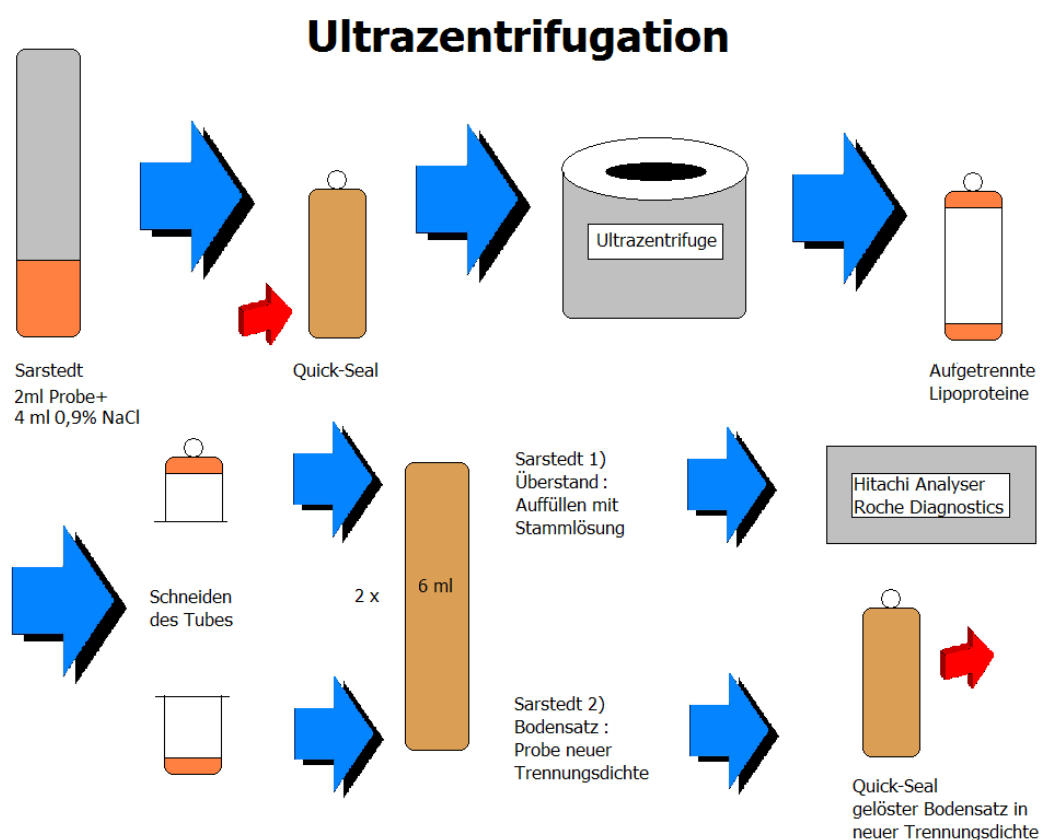 Ultrazentrifugation
Ultrazentrifuge
Sarstedt
2ml Probe+
4 ml 0,9% NaCl
Quick-Seal
Aufgetrennte
Lipoproteine
Schneiden
des Tubes
2 x
6 ml
Sarstedt 1)
Überstand :
Auffüllen mit
Stammlösung
Hitachi Analyser
Roche Diagnostics
Sarstedt 2)
Bodensatz :
Probe neuer
Trennungsdichte
Quick-Seal
gelöster Bodensatz in
neuer Trennungsdichte